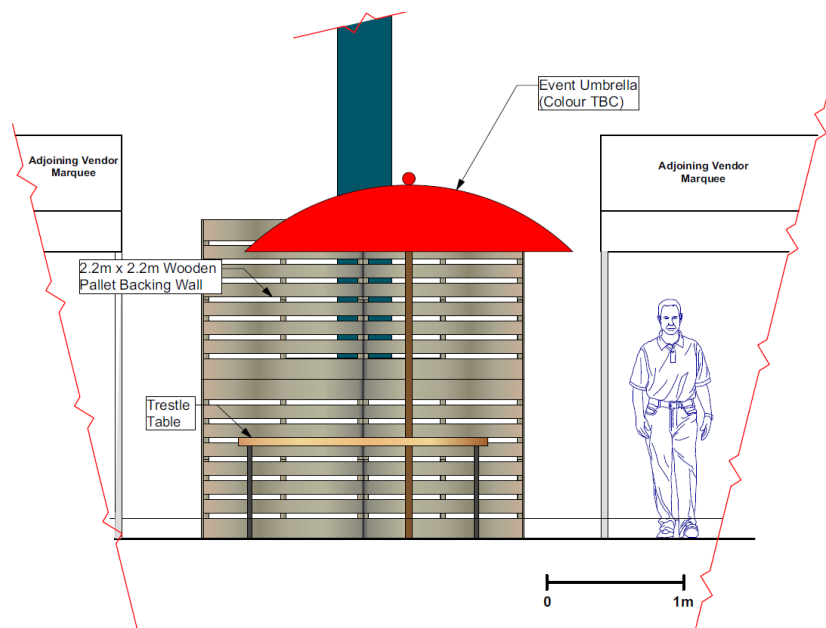 Event Umbrella
(Colour TBC)
Adjoining Vendor
Marquee
Adjoining Vendor
Marquee
2.2m x 2.2m Wooden
Pallet Backing Wall
Trestle
Table
0
1m